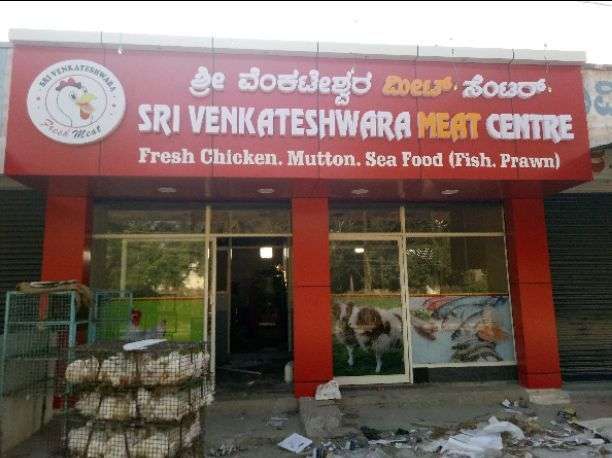 SRI VENKATESHWARA
Fresh Meat
ಶ್ರೀ ವೆಂಕಟೇಶ್ವರ ಮೀಟ್ ಸೆಂಟರ್
SRI VENKATESHWARA MEAT CENTRE
Fresh Chicken. Mutton. Sea Food (Fish. Prawn)